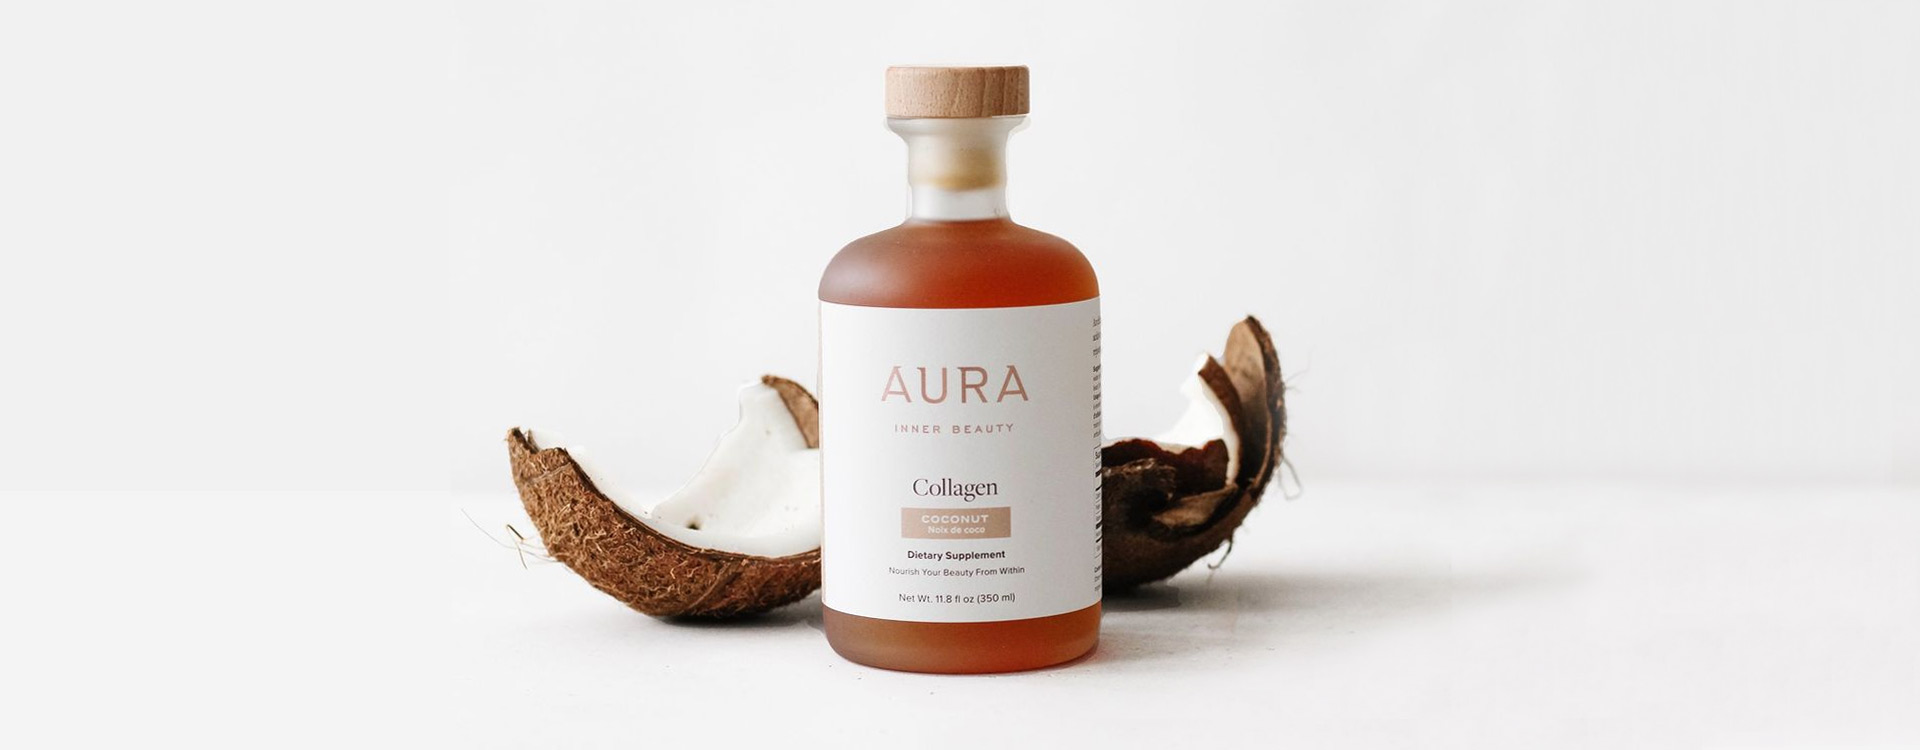 AURA
INNER BEAUTY
Collagen
COCONUT
Noix de coco
Dietary Supplement
Nourish Your Beauty From Within
Net Wt. 11.8 fl oz (350 ml)